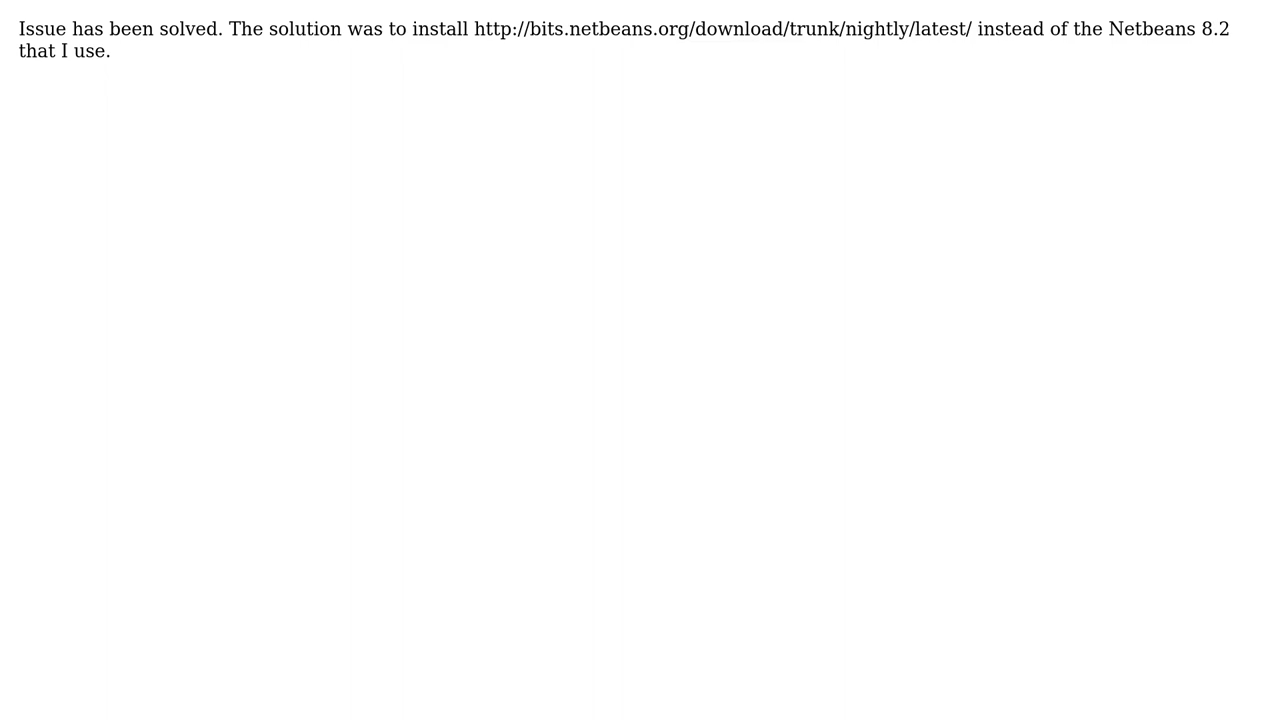 Issue has been solved. The solution was to install http://bits.netbeans.org/download/trunk/nightly/latest/ instead of the Netbeans 8.2
that I use.